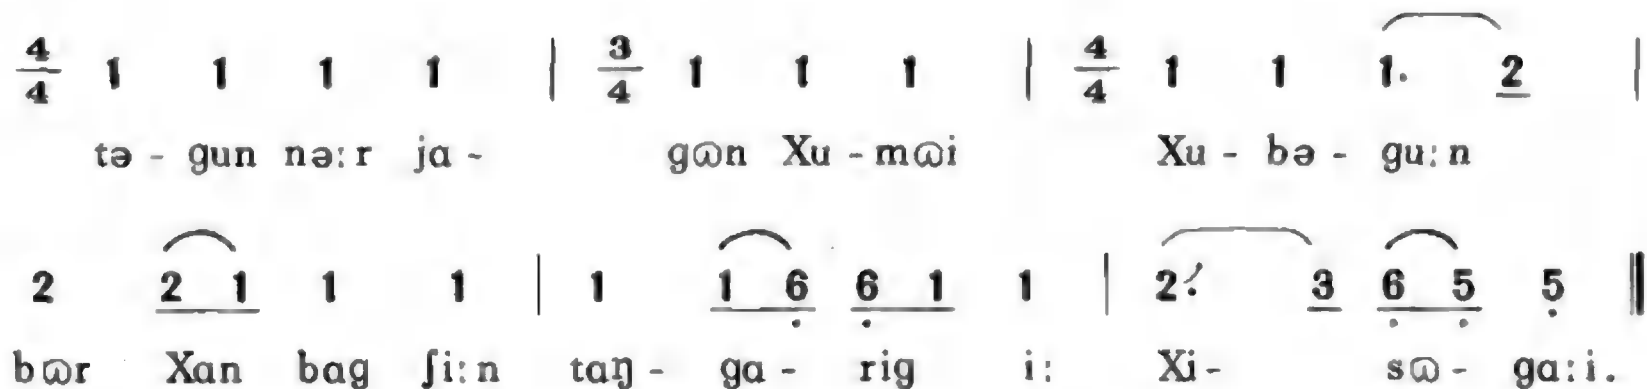 4/4 1 1 1 1 | 3/4 1 1 1 | 4/4 1 1 1. 2 |
tə - gun nə:r ja - gɷn Xu - mɷi Xu - bə - gu:n
2 2 1 1 1 | 1 1 6̣ 6̣ 1 1 | 2. 3 6̣ 5̣ 5̣ ‖
bɷr Xan bag ʃi:n taŋ - ga - rig i: Xi - sɷ - ga:i.